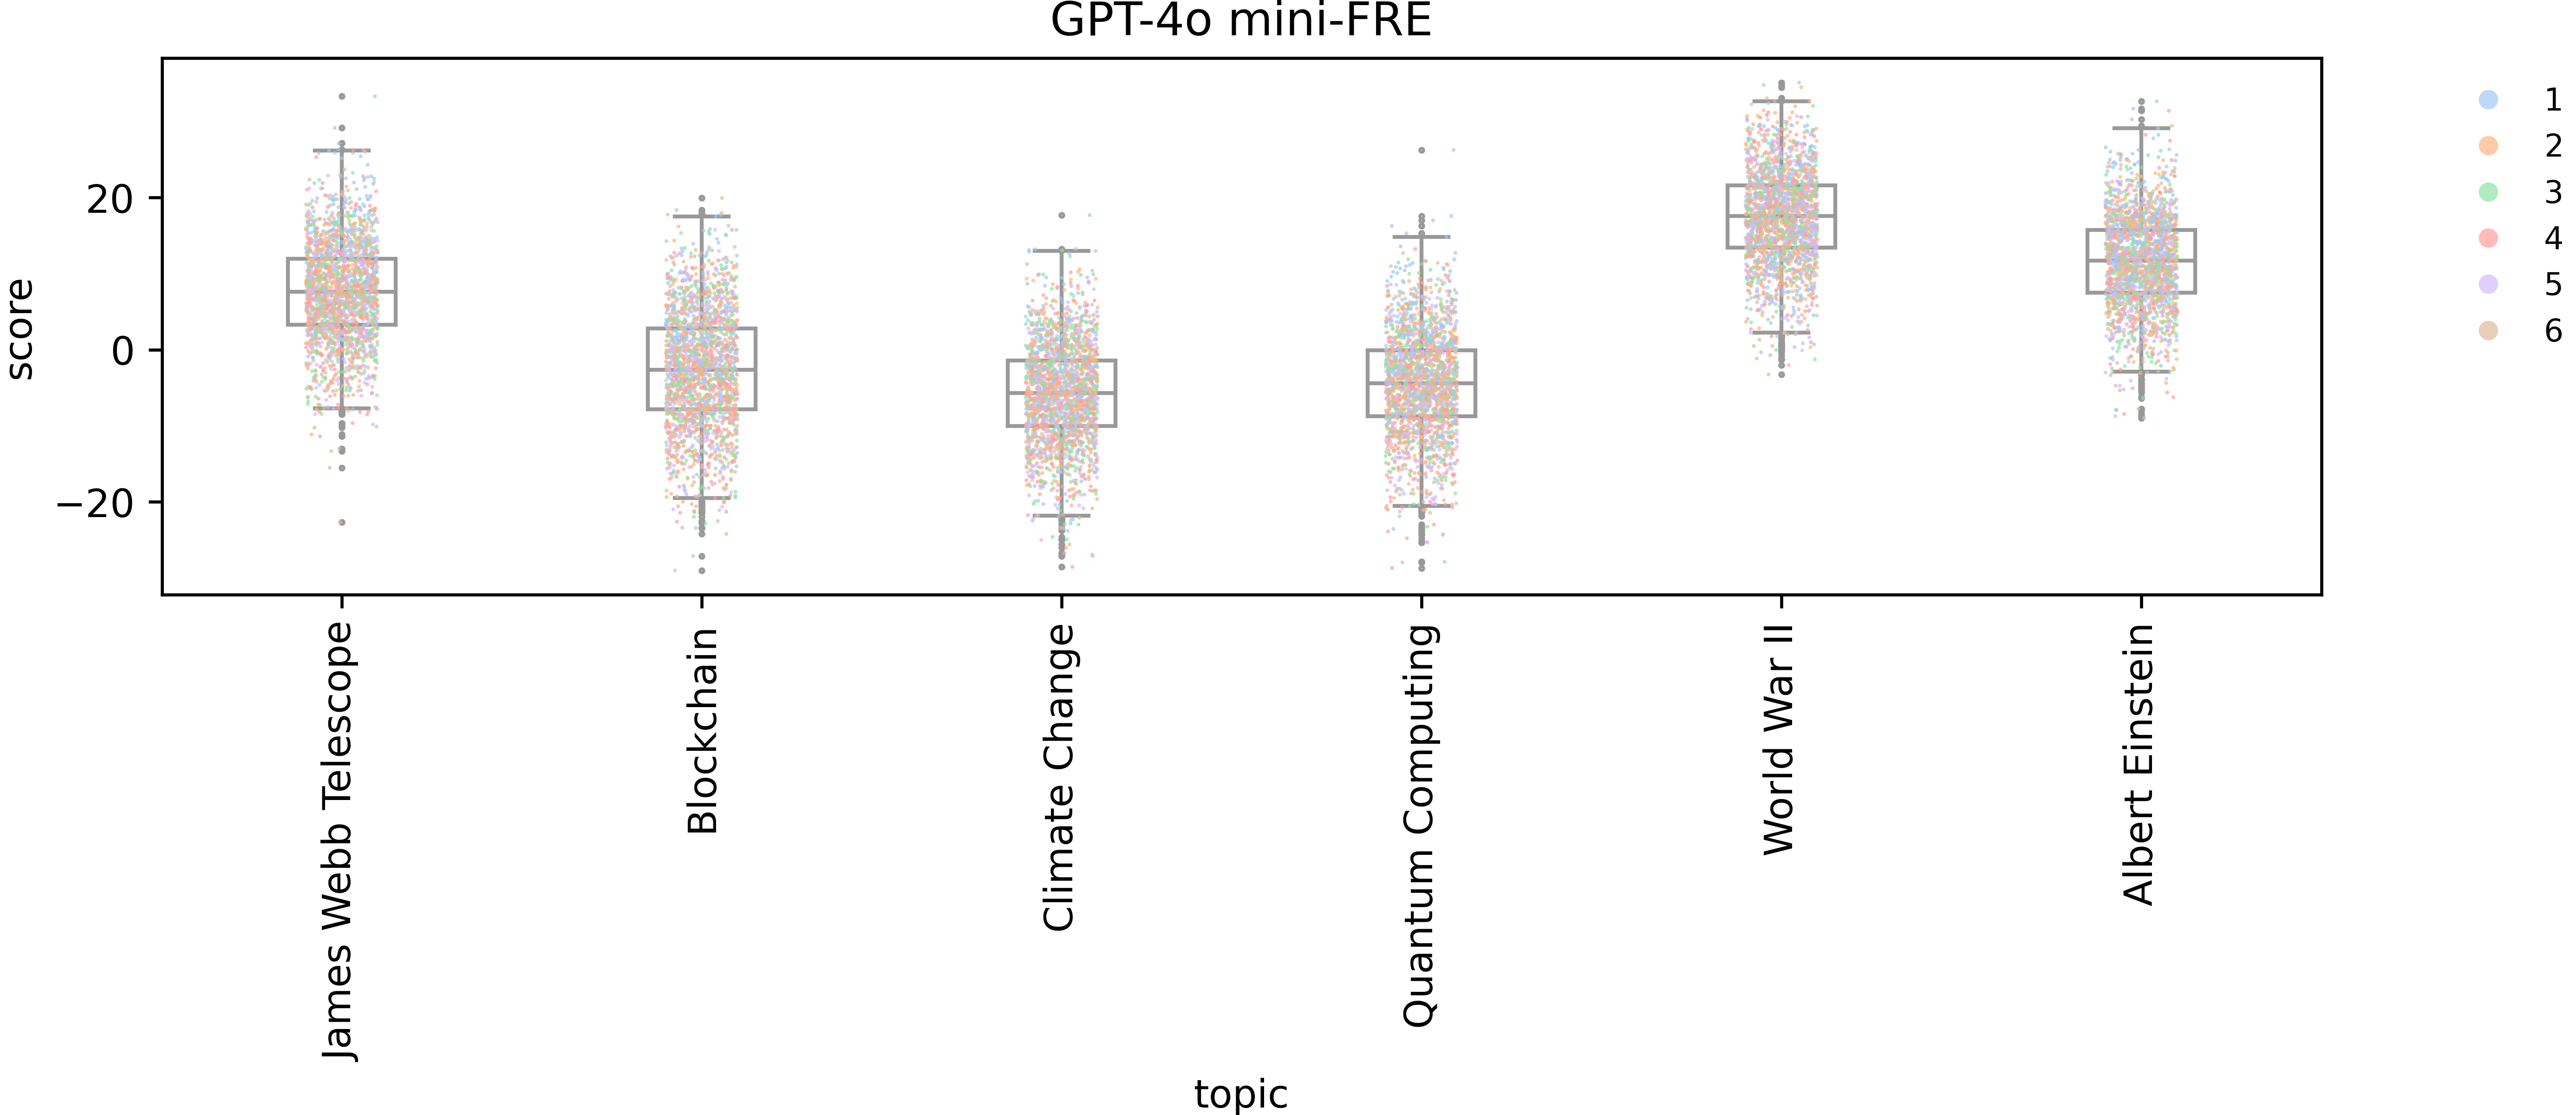 GPT-4o mini-FRE
score
20
0
−20
1
2
3
4
5
6
James Webb Telescope
Blockchain
Climate Change
Quantum Computing
World War II
Albert Einstein
topic